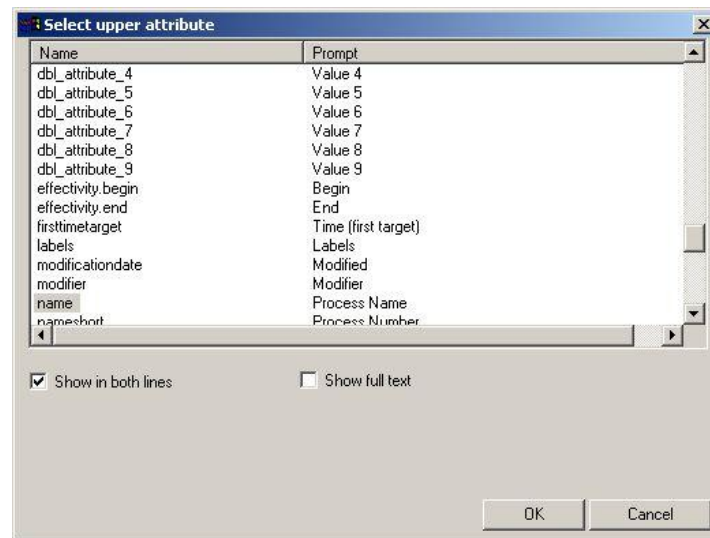 Select upper attribute
Name Prompt
dbl_attribute_4 Value 4
dbl_attribute_5 Value 5
dbl_attribute_6 Value 6
dbl_attribute_7 Value 7
dbl_attribute_8 Value 8
dbl_attribute_9 Value 9
effectivity.begin Begin
effectivity.end End
firsttimetarget Time (first target)
labels Labels
modificationdate Modified
modifier Modifier
name Process Name
nameshort Process Number
Show in both lines Show full text
OK Cancel